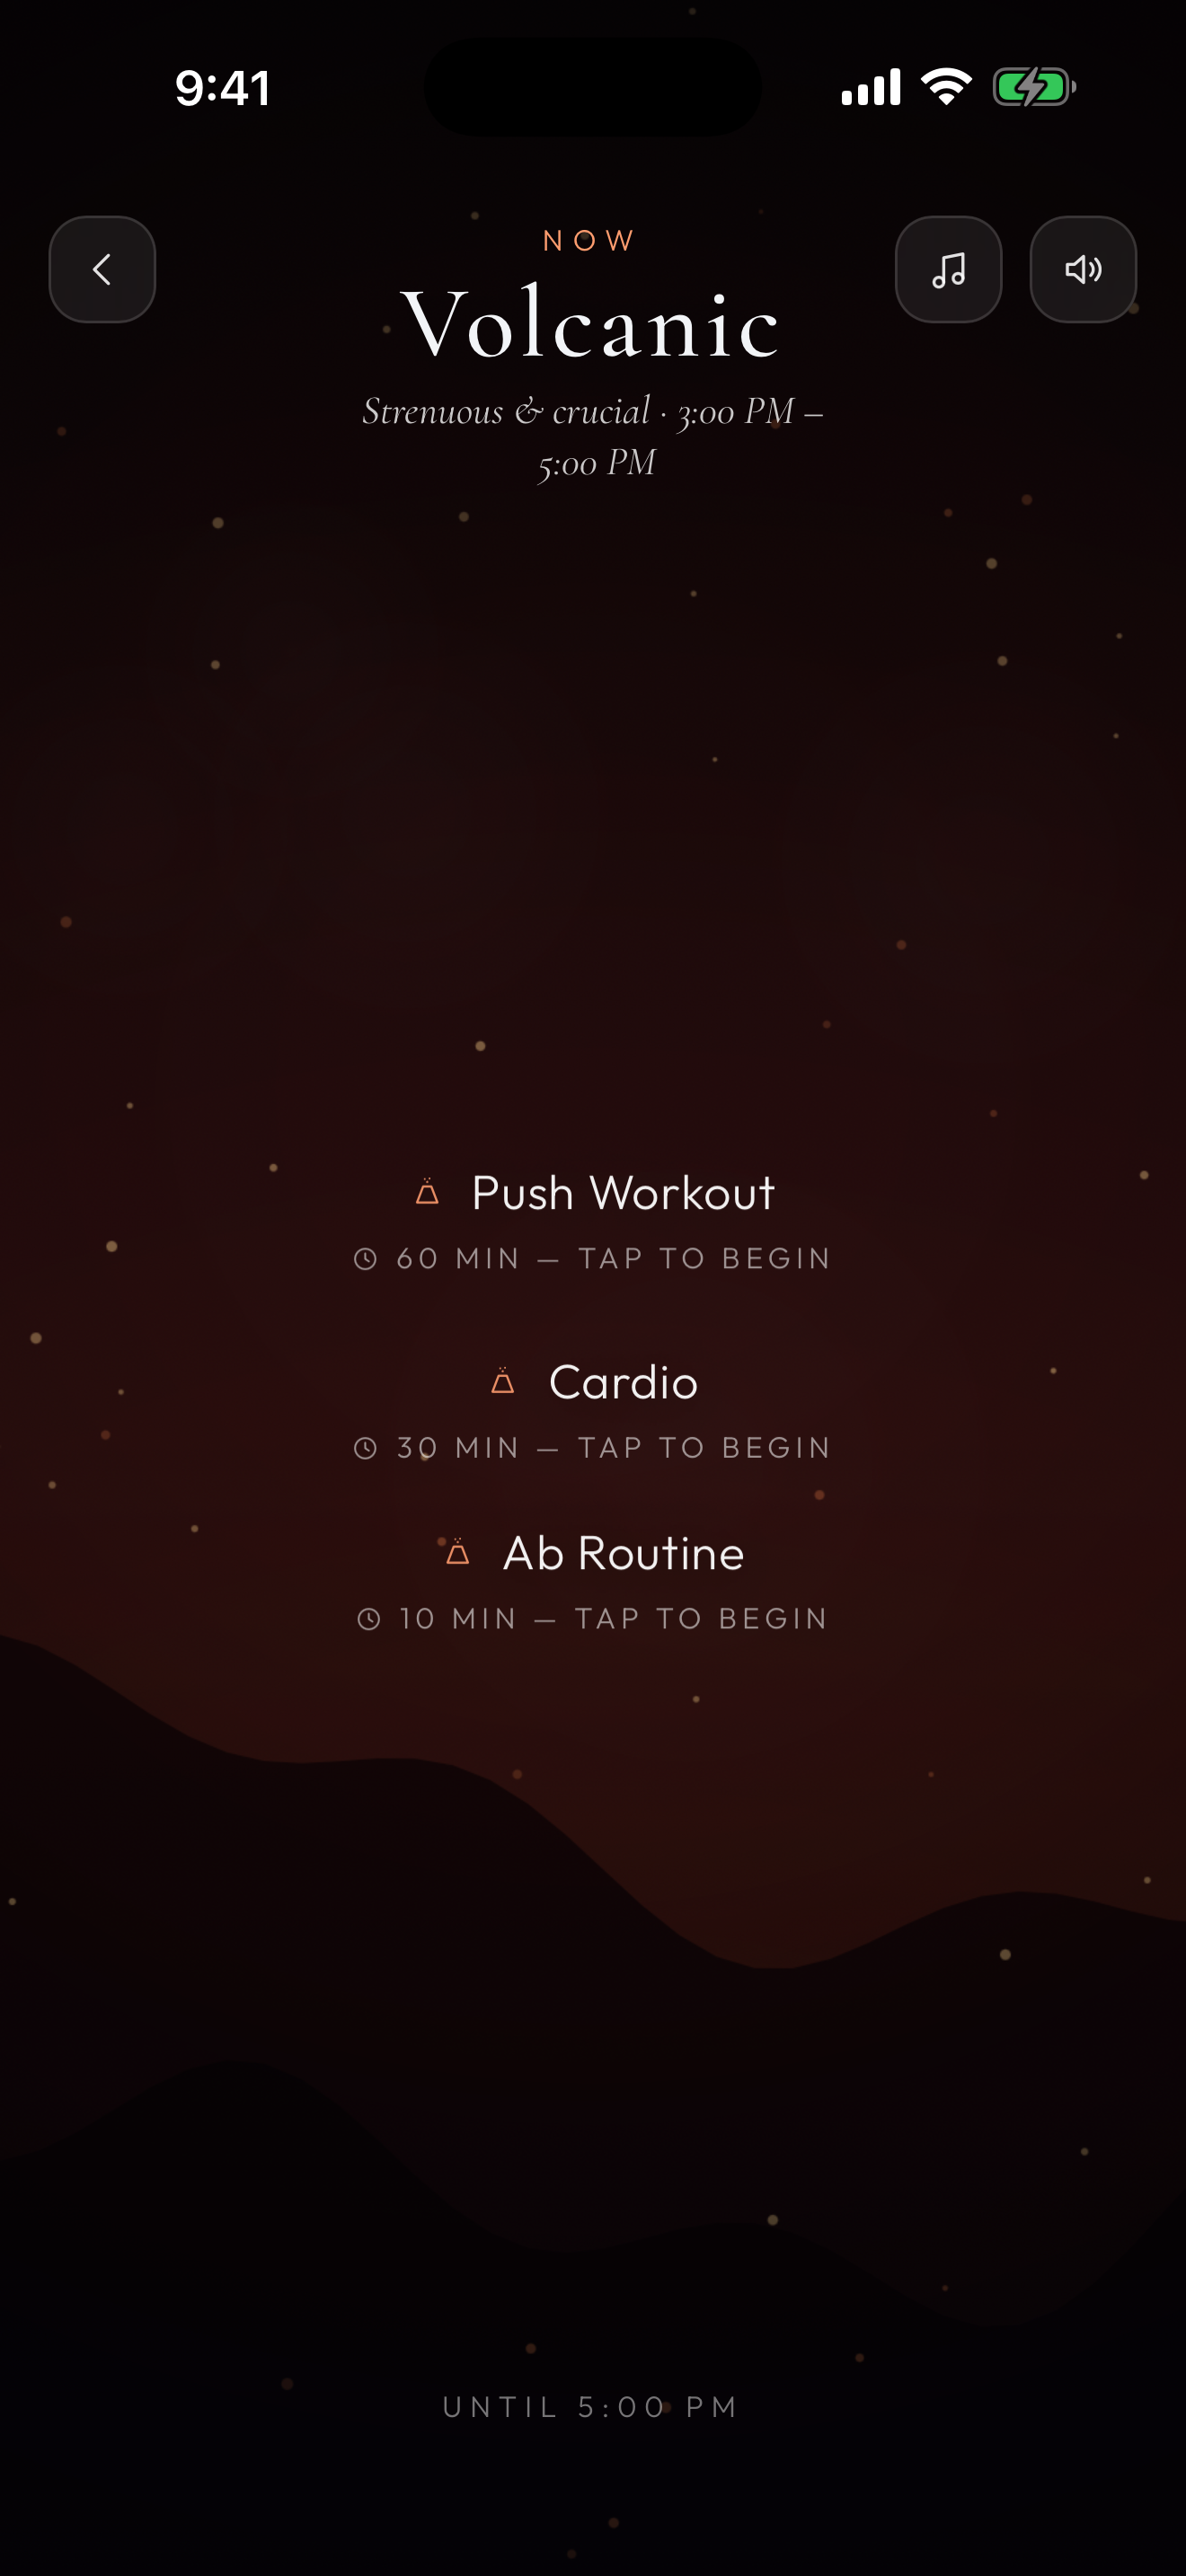 9:41
NOW
Volcanic
Strenuous & crucial · 3:00 PM –
5:00 PM
Push Workout
60 MIN — TAP TO BEGIN
Cardio
30 MIN — TAP TO BEGIN
Ab Routine
10 MIN — TAP TO BEGIN
UNTIL 5:00 PM